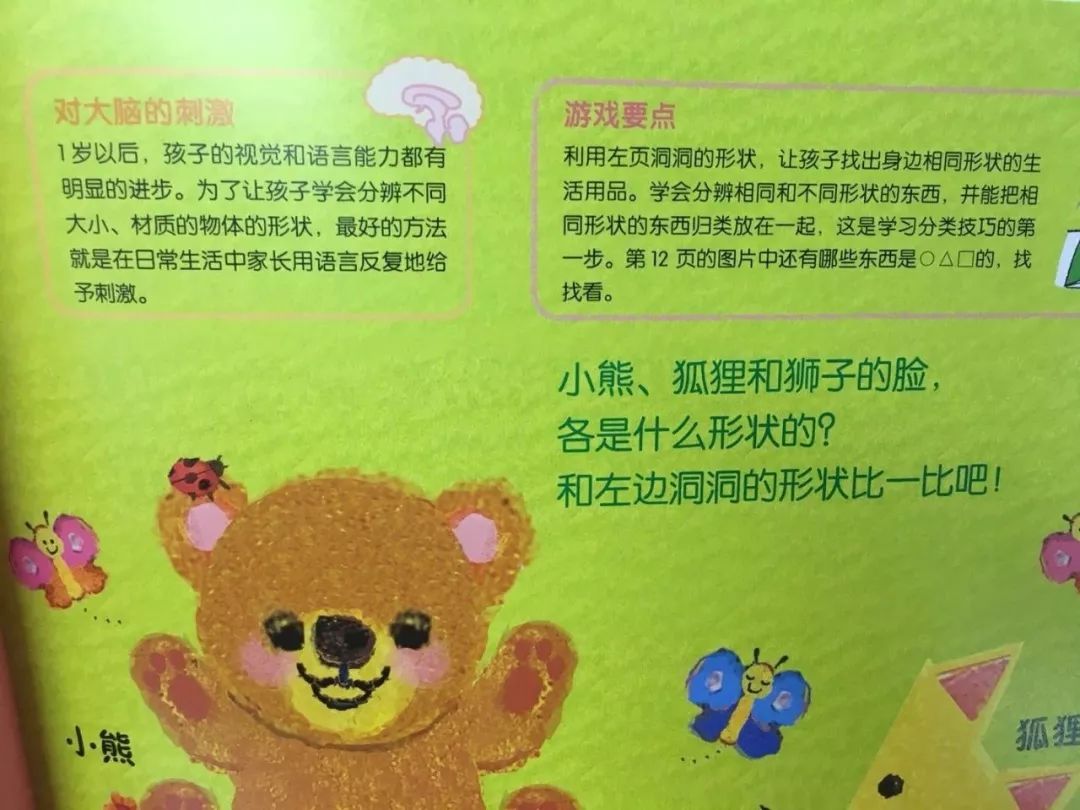 对大脑的刺激
1岁以后，孩子的视觉和语言能力都有
明显的进步。为了让孩子学会分辨不同
大小、材质的物体的形状，最好的方法
就是在日常生活中家长用语言反复地给
予刺激。
游戏要点
利用左页洞洞的形状，让孩子找出身边相同形状的生
活用品。学会分辨相同和不同形状的东西，并能把相
同形状的东西归类放在一起，这是学习分类技巧的第
一步。第 12 页的图片中还有哪些东西是○△□的，找
找看。
小熊、狐狸和狮子的脸，
各是什么形状的？
和左边洞洞的形状比一比吧！
小熊
狐狸